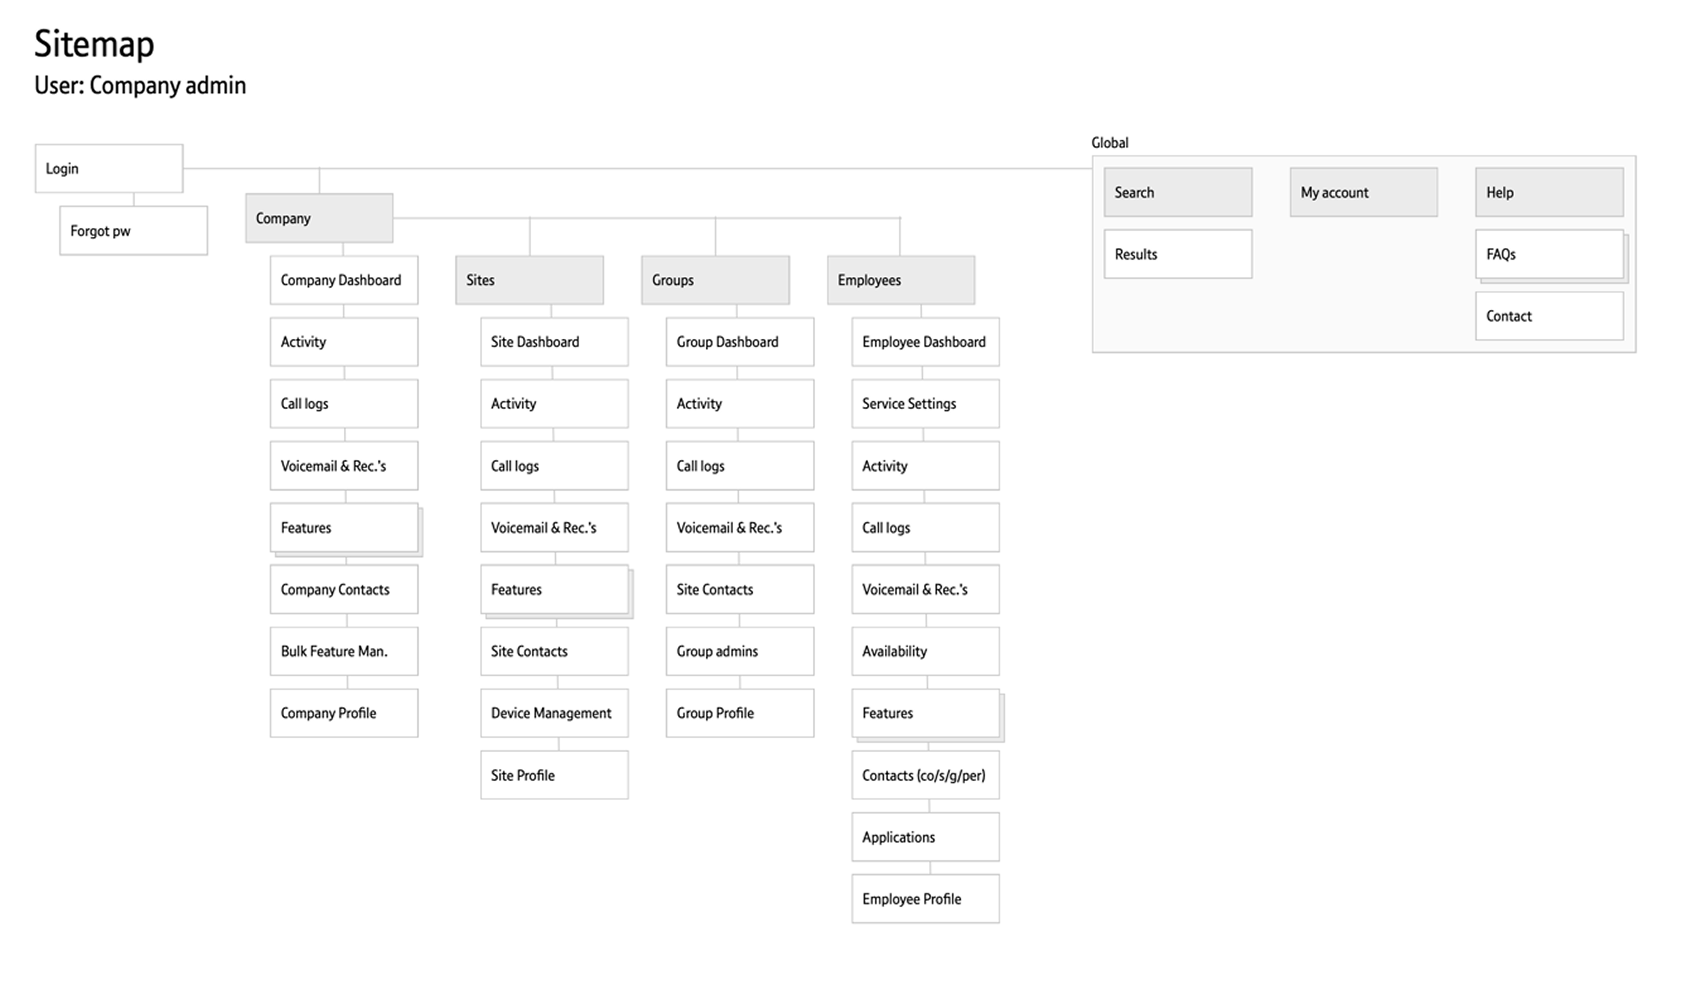 Sitemap
User: Company admin
Login
Forgot pw
Company
Company Dashboard
Activity
Call logs
Voicemail & Rec.'s
Features
Company Contacts
Bulk Feature Man.
Company Profile
Sites
Site Dashboard
Activity
Call logs
Voicemail & Rec.'s
Features
Site Contacts
Device Management
Site Profile
Groups
Group Dashboard
Activity
Call logs
Voicemail & Rec.'s
Site Contacts
Group admins
Group Profile
Employees
Employee Dashboard
Service Settings
Activity
Call logs
Voicemail & Rec.'s
Availability
Features
Contacts (co/s/g/per)
Applications
Employee Profile
Global
Search
Results
My account
Help
FAQs
Contact